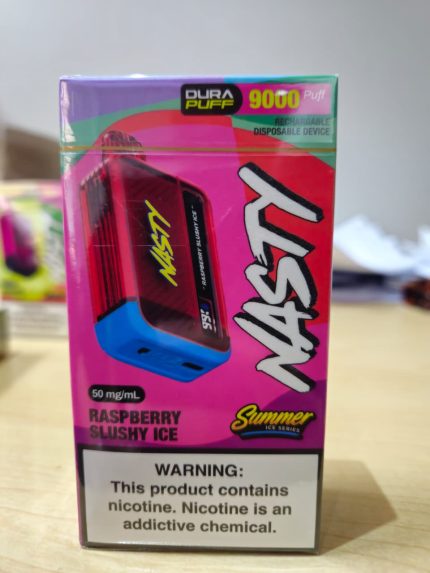 DURA PUFF
9000 Puff
RECHARGEABLE
DISPOSABLE DEVICE
NASTY
NASTY
- RASPBERRY SLUSHY ICE -
50 mg/mL
RASPBERRY
SLUSHY ICE
Summer
ICE SERIES
WARNING:
This product contains
nicotine. Nicotine is an
addictive chemical.